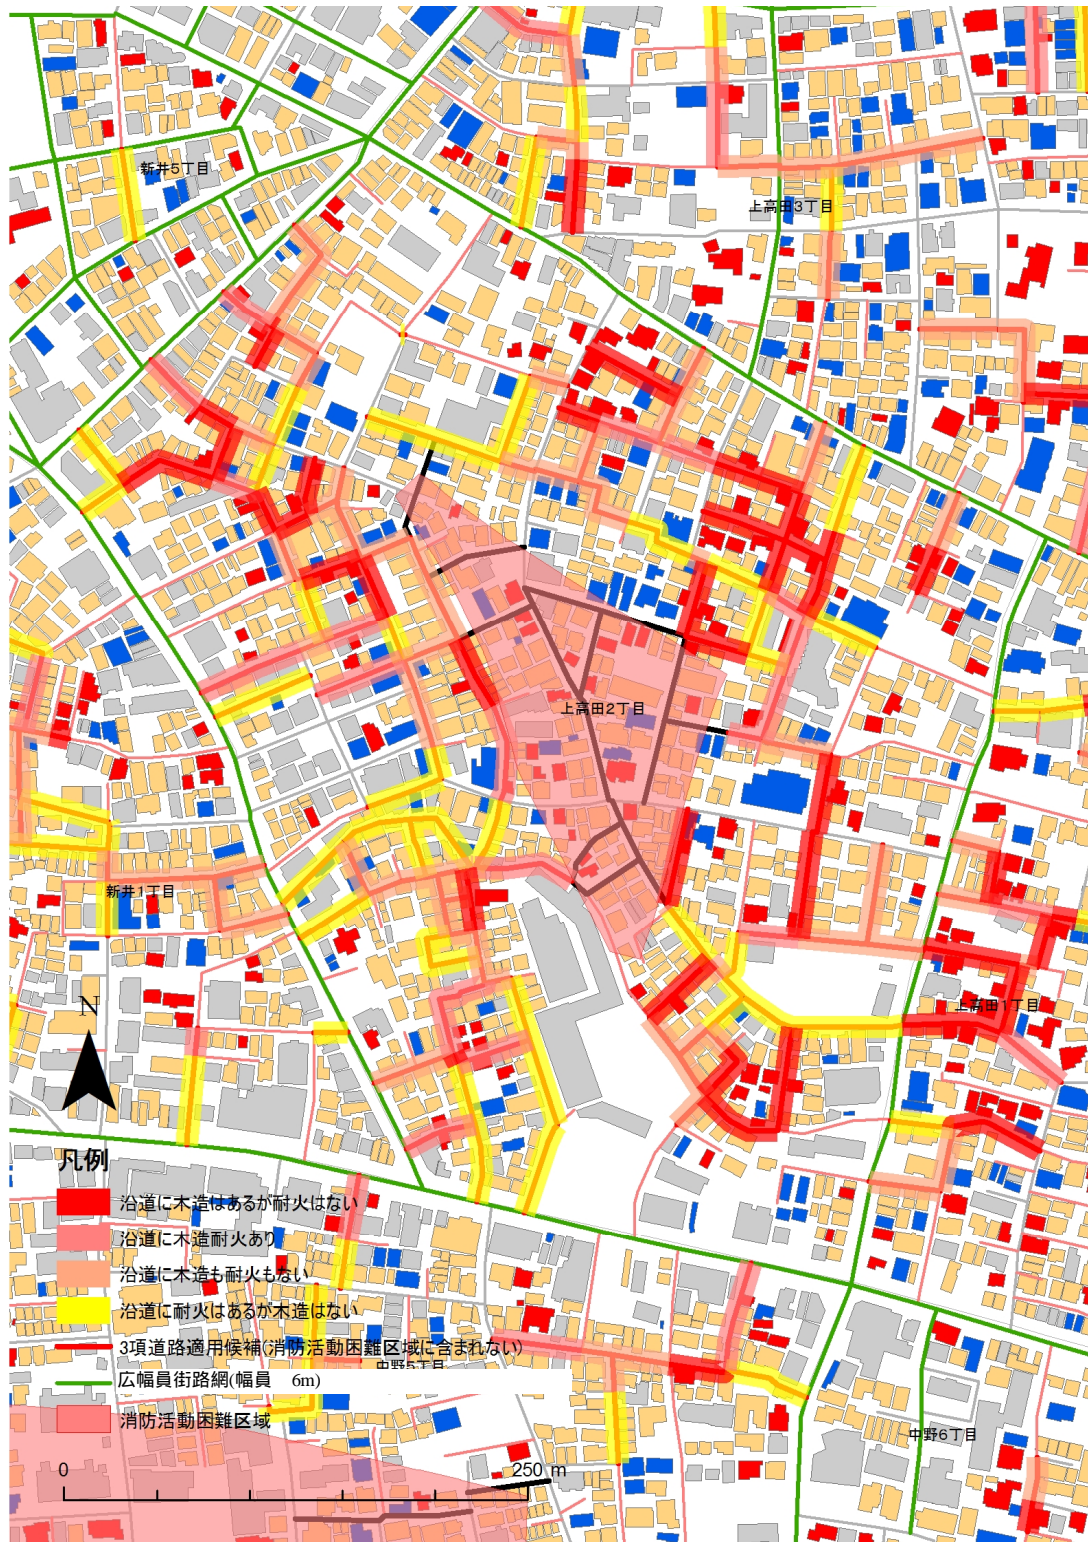 新井5丁目
上高田3丁目
上高田2丁目
新井1丁目
上高田1丁目
N
凡例
沿道に木造はあるが耐火はない
沿道に木造耐火あり
沿道に木造も耐火もない
沿道に耐火はあるが木造はない
3項道路適用候補(消防活動困難区域に含まれない)
中野5丁目
広幅員街路網(幅員 6m)
消防活動困難区域
中野6丁目
0 250 m